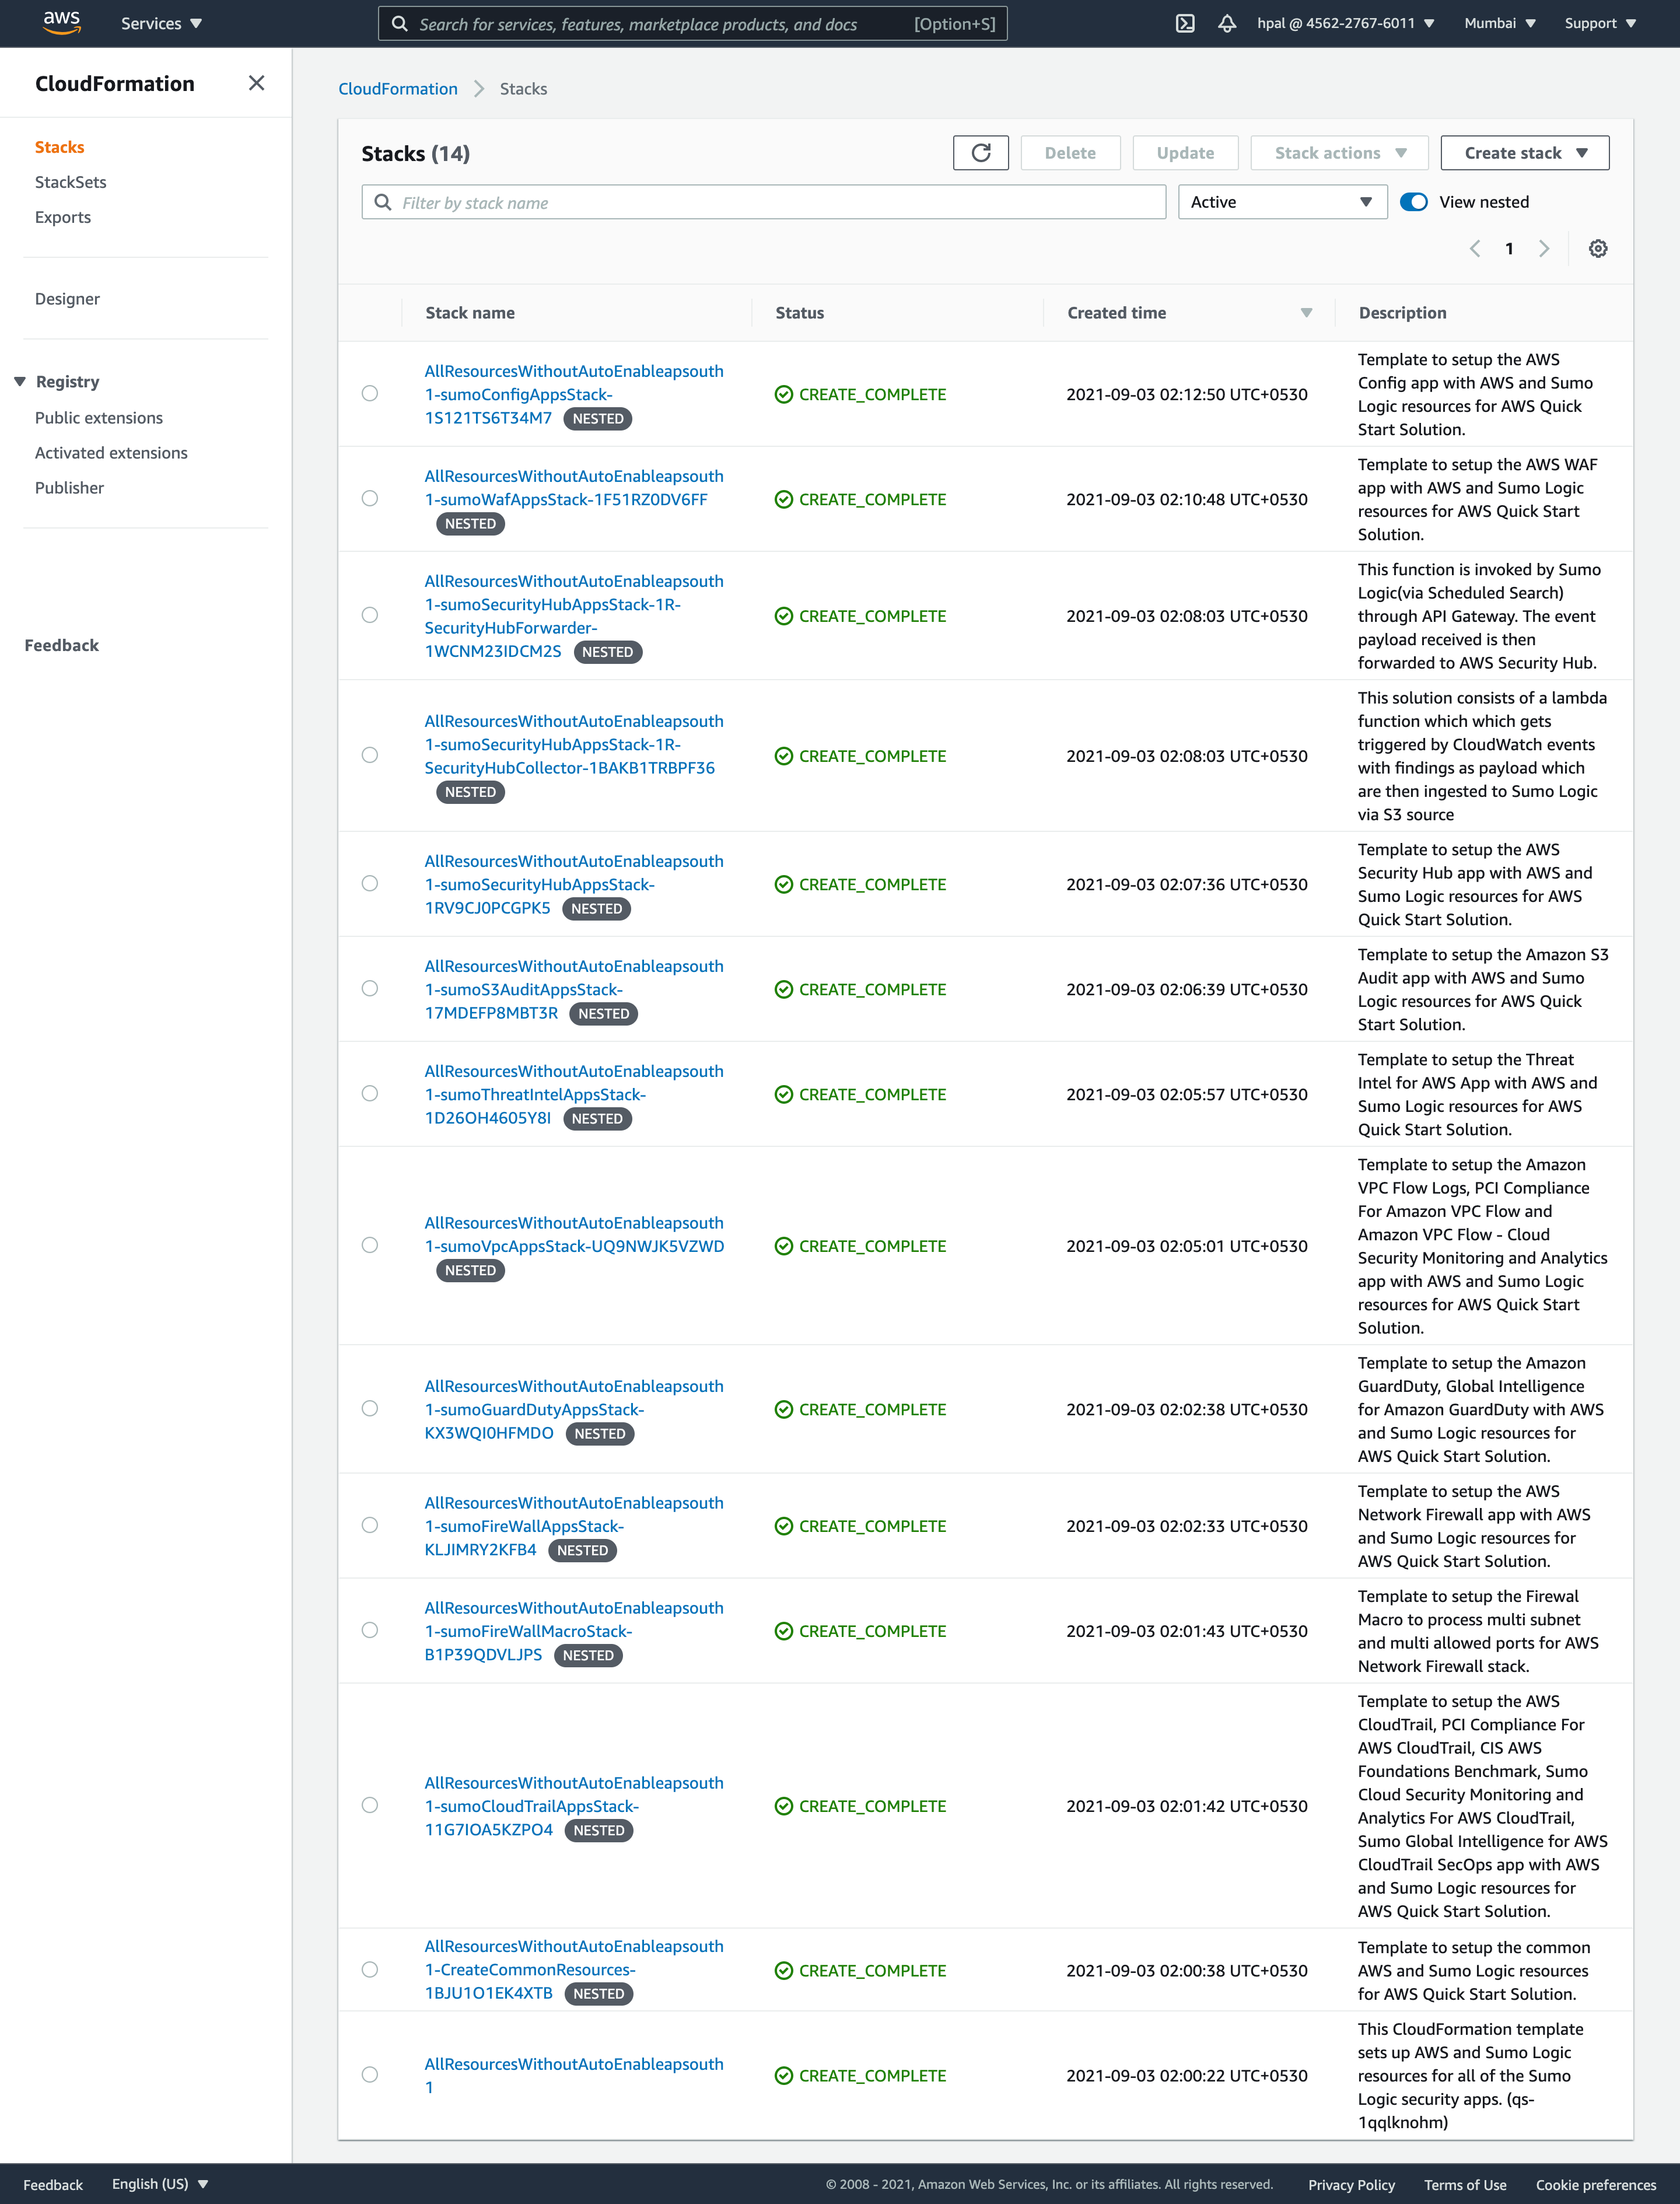 aws Services Search for services, features, marketplace products, and docs [Option+S] hpal @ 4562-2767-6011 Mumbai Support
CloudFormation
Stacks
StackSets
Exports
Designer
Registry
Public extensions
Activated extensions
Publisher
Feedback
CloudFormation Stacks
Stacks (14) Delete Update Stack actions Create stack
Filter by stack name Active View nested
1
Stack name Status Created time Description
AllResourcesWithoutAutoEnableapsouth
1-sumoConfigAppsStack-
1S121TS6T34M7 NESTED
CREATE_COMPLETE
2021-09-03 02:12:50 UTC+0530
Template to setup the AWS
Config app with AWS and Sumo
Logic resources for AWS Quick
Start Solution.
AllResourcesWithoutAutoEnableapsouth
1-sumoWafAppsStack-1F51RZ0DV6FF
NESTED
CREATE_COMPLETE
2021-09-03 02:10:48 UTC+0530
Template to setup the AWS WAF
app with AWS and Sumo Logic
resources for AWS Quick Start
Solution.
AllResourcesWithoutAutoEnableapsouth
1-sumoSecurityHubAppsStack-1R-
SecurityHubForwarder-
1WCNM23IDCM2S NESTED
CREATE_COMPLETE
2021-09-03 02:08:03 UTC+0530
This function is invoked by Sumo
Logic(via Scheduled Search)
through API Gateway. The event
payload received is then
forwarded to AWS Security Hub.
AllResourcesWithoutAutoEnableapsouth
1-sumoSecurityHubAppsStack-1R-
SecurityHubCollector-1BAKB1TRBPF36
NESTED
CREATE_COMPLETE
2021-09-03 02:08:03 UTC+0530
This solution consists of a lambda
function which which gets
triggered by CloudWatch events
with findings as payload which
are then ingested to Sumo Logic
via S3 source
AllResourcesWithoutAutoEnableapsouth
1-sumoSecurityHubAppsStack-
1RV9CJ0PCGPK5 NESTED
CREATE_COMPLETE
2021-09-03 02:07:36 UTC+0530
Template to setup the AWS
Security Hub app with AWS and
Sumo Logic resources for AWS
Quick Start Solution.
AllResourcesWithoutAutoEnableapsouth
1-sumoS3AuditAppsStack-
17MDEFP8MBT3R NESTED
CREATE_COMPLETE
2021-09-03 02:06:39 UTC+0530
Template to setup the Amazon S3
Audit app with AWS and Sumo
Logic resources for AWS Quick
Start Solution.
AllResourcesWithoutAutoEnableapsouth
1-sumoThreatIntelAppsStack-
1D26OH4605Y8I NESTED
CREATE_COMPLETE
2021-09-03 02:05:57 UTC+0530
Template to setup the Threat
Intel for AWS App with AWS and
Sumo Logic resources for AWS
Quick Start Solution.
AllResourcesWithoutAutoEnableapsouth
1-sumoVpcAppsStack-UQ9NWJK5VZWD
NESTED
CREATE_COMPLETE
2021-09-03 02:05:01 UTC+0530
Template to setup the Amazon
VPC Flow Logs, PCI Compliance
For Amazon VPC Flow and
Amazon VPC Flow - Cloud
Security Monitoring and Analytics
app with AWS and Sumo Logic
resources for AWS Quick Start
Solution.
AllResourcesWithoutAutoEnableapsouth
1-sumoGuardDutyAppsStack-
KX3WQI0HFMDO NESTED
CREATE_COMPLETE
2021-09-03 02:02:38 UTC+0530
Template to setup the Amazon
GuardDuty, Global Intelligence
for Amazon GuardDuty with AWS
and Sumo Logic resources for
AWS Quick Start Solution.
AllResourcesWithoutAutoEnableapsouth
1-sumoFireWallAppsStack-
KLJIMRY2KFB4 NESTED
CREATE_COMPLETE
2021-09-03 02:02:33 UTC+0530
Template to setup the AWS
Network Firewall app with AWS
and Sumo Logic resources for
AWS Quick Start Solution.
AllResourcesWithoutAutoEnableapsouth
1-sumoFireWallMacroStack-
B1P39QDVLJPS NESTED
CREATE_COMPLETE
2021-09-03 02:01:43 UTC+0530
Template to setup the Firewal
Macro to process multi subnet
and multi allowed ports for AWS
Network Firewall stack.
AllResourcesWithoutAutoEnableapsouth
1-sumoCloudTrailAppsStack-
11G7IOA5KZPO4 NESTED
CREATE_COMPLETE
2021-09-03 02:01:42 UTC+0530
Template to setup the AWS
CloudTrail, PCI Compliance For
AWS CloudTrail, CIS AWS
Foundations Benchmark, Sumo
Cloud Security Monitoring and
Analytics For AWS CloudTrail,
Sumo Global Intelligence for AWS
CloudTrail SecOps app with AWS
and Sumo Logic resources for
AWS Quick Start Solution.
AllResourcesWithoutAutoEnableapsouth
1-CreateCommonResources-
1BJU1O1EK4XTB NESTED
CREATE_COMPLETE
2021-09-03 02:00:38 UTC+0530
Template to setup the common
AWS and Sumo Logic resources
for AWS Quick Start Solution.
AllResourcesWithoutAutoEnableapsouth
1
CREATE_COMPLETE
2021-09-03 02:00:22 UTC+0530
This CloudFormation template
sets up AWS and Sumo Logic
resources for all of the Sumo
Logic security apps. (qs-
1qqlknohm)
Feedback English (US) © 2008 - 2021, Amazon Web Services, Inc. or its affiliates. All rights reserved. Privacy Policy Terms of Use Cookie preferences